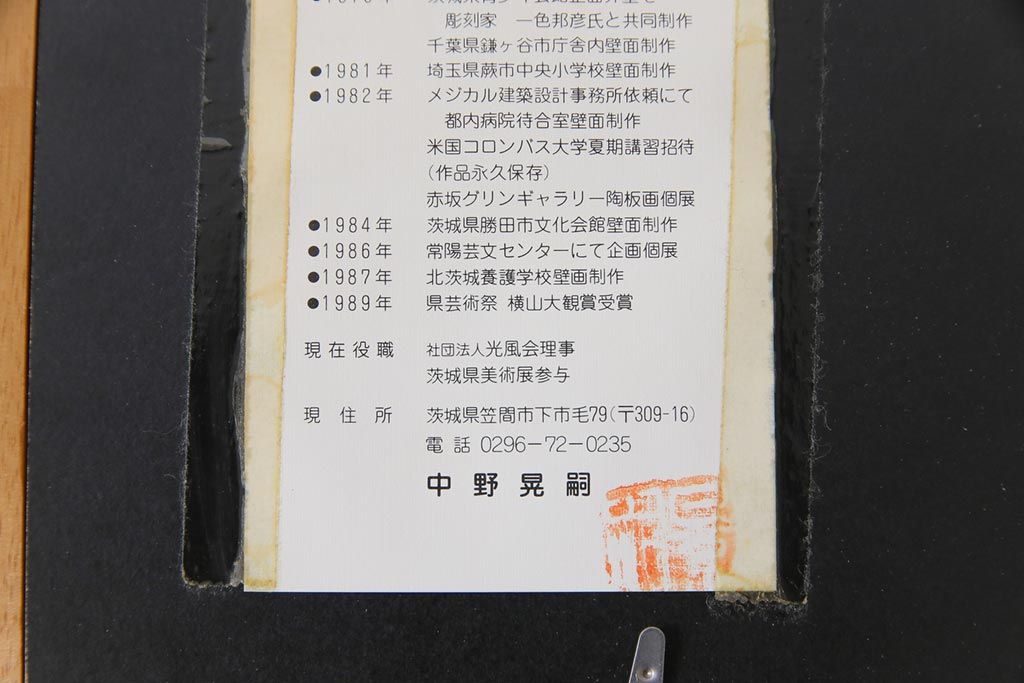 彫刻家 一色邦彦氏と共同制作
千葉県鎌ヶ谷市庁舎内壁面制作
●1981年 埼玉県蕨市中央小学校壁面制作
●1982年 メジカル建築設計事務所依頼にて
都内病院待合室壁面制作
米国コロンバス大学夏期講習招待
(作品永久保存)
赤坂グリンギャラリー陶板画個展
●1984年 茨城県勝田市文化会館壁面制作
●1986年 常陽芸文センターにて企画個展
●1987年 北茨城養護学校壁画制作
●1989年 県芸術祭 横山大観賞受賞
現在役職 社団法人光風会理事
茨城県美術展参与
現住所 茨城県笠間市下市毛79(〒309-16)
電話 0296-72-0235
中野晃嗣